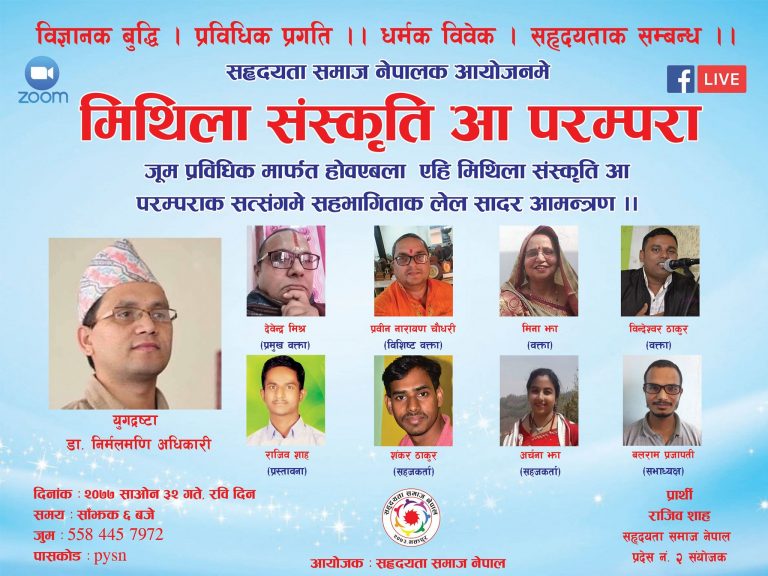 विज्ञानक बुद्धि । प्रविधिक प्रगति ।। धर्मक विवेक । सहृदयताक सम्बन्ध ।।
zoom
सहृदयता समाज नेपालक आयोजनमे
LIVE
मिथिला संस्कृति आ परम्परा
जूम प्रविधिक मार्फत होवएबला एहि मिथिला संस्कृति आ
परम्पराक सत्संगमे सहभागिताक लेल सादर आमन्त्रण ।।
देवेन्द्र मिश्र
(प्रमुख वक्ता)
प्रवीन नारायण चौधरी
(विशिष्ट वक्ता)
मिना झा
(वक्ता)
विन्देश्वर ठाकुर
(वक्ता)
युगद्रष्टा
डा. निर्मलमणि अधिकारी
राजिव शाह
(प्रस्तावना)
शंकर ठाकुर
(सहजकर्ता)
अर्चना झा
(सहजकर्ता)
बलराम प्रजापती
(सभाध्यक्ष)
दिनांक : २०७७ साओन ३२ गते. रवि दिन
समय : साँझक ६ बजे
जुम : 558 445 7972
पासकोड : pysn
सहृदयता समाज नेपाल
आयोजक : सहृदयता समाज नेपाल
प्रार्थी
राजिव शाह
सहृदयता समाज नेपाल
प्रदेस नं. २ संयोजक